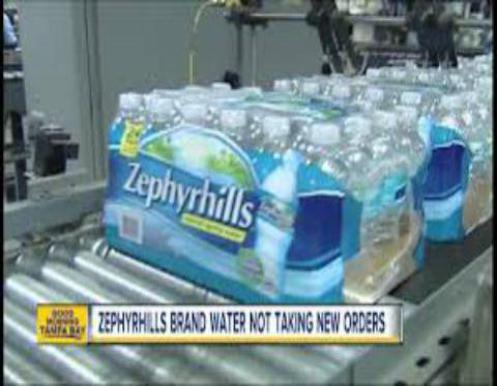 Zephyrhills
GOOD
MORNING
TAMPA BAY
ZEPHYRHILLS BRAND WATER NOT TAKING NEW ORDERS